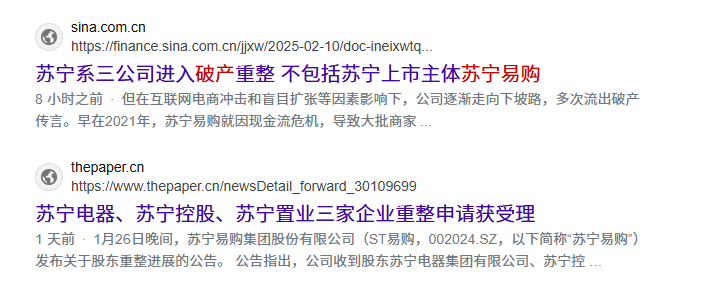 sina.com.cn
https://finance.sina.com.cn/jjxw/2025-02-10/doc-ineixwtq...
苏宁系三公司进入破产重整 不包括苏宁上市主体苏宁易购
8 小时之前 · 但在互联网电商冲击和盲目扩张等因素影响下，公司逐渐走向下坡路，多次流出破产
传言。早在2021年，苏宁易购就因现金流危机，导致大批商家 ...
thepaper.cn
https://www.thepaper.cn/newsDetail_forward_30109699
苏宁电器、苏宁控股、苏宁置业三家企业重整申请获受理
1 天前 · 1月26日晚间，苏宁易购集团股份有限公司（ST易购，002024.SZ，以下简称“苏宁易购”）
发布关于股东重整进展的公告。 公告指出，公司收到股东苏宁电器集团有限公司、苏宁控 ...